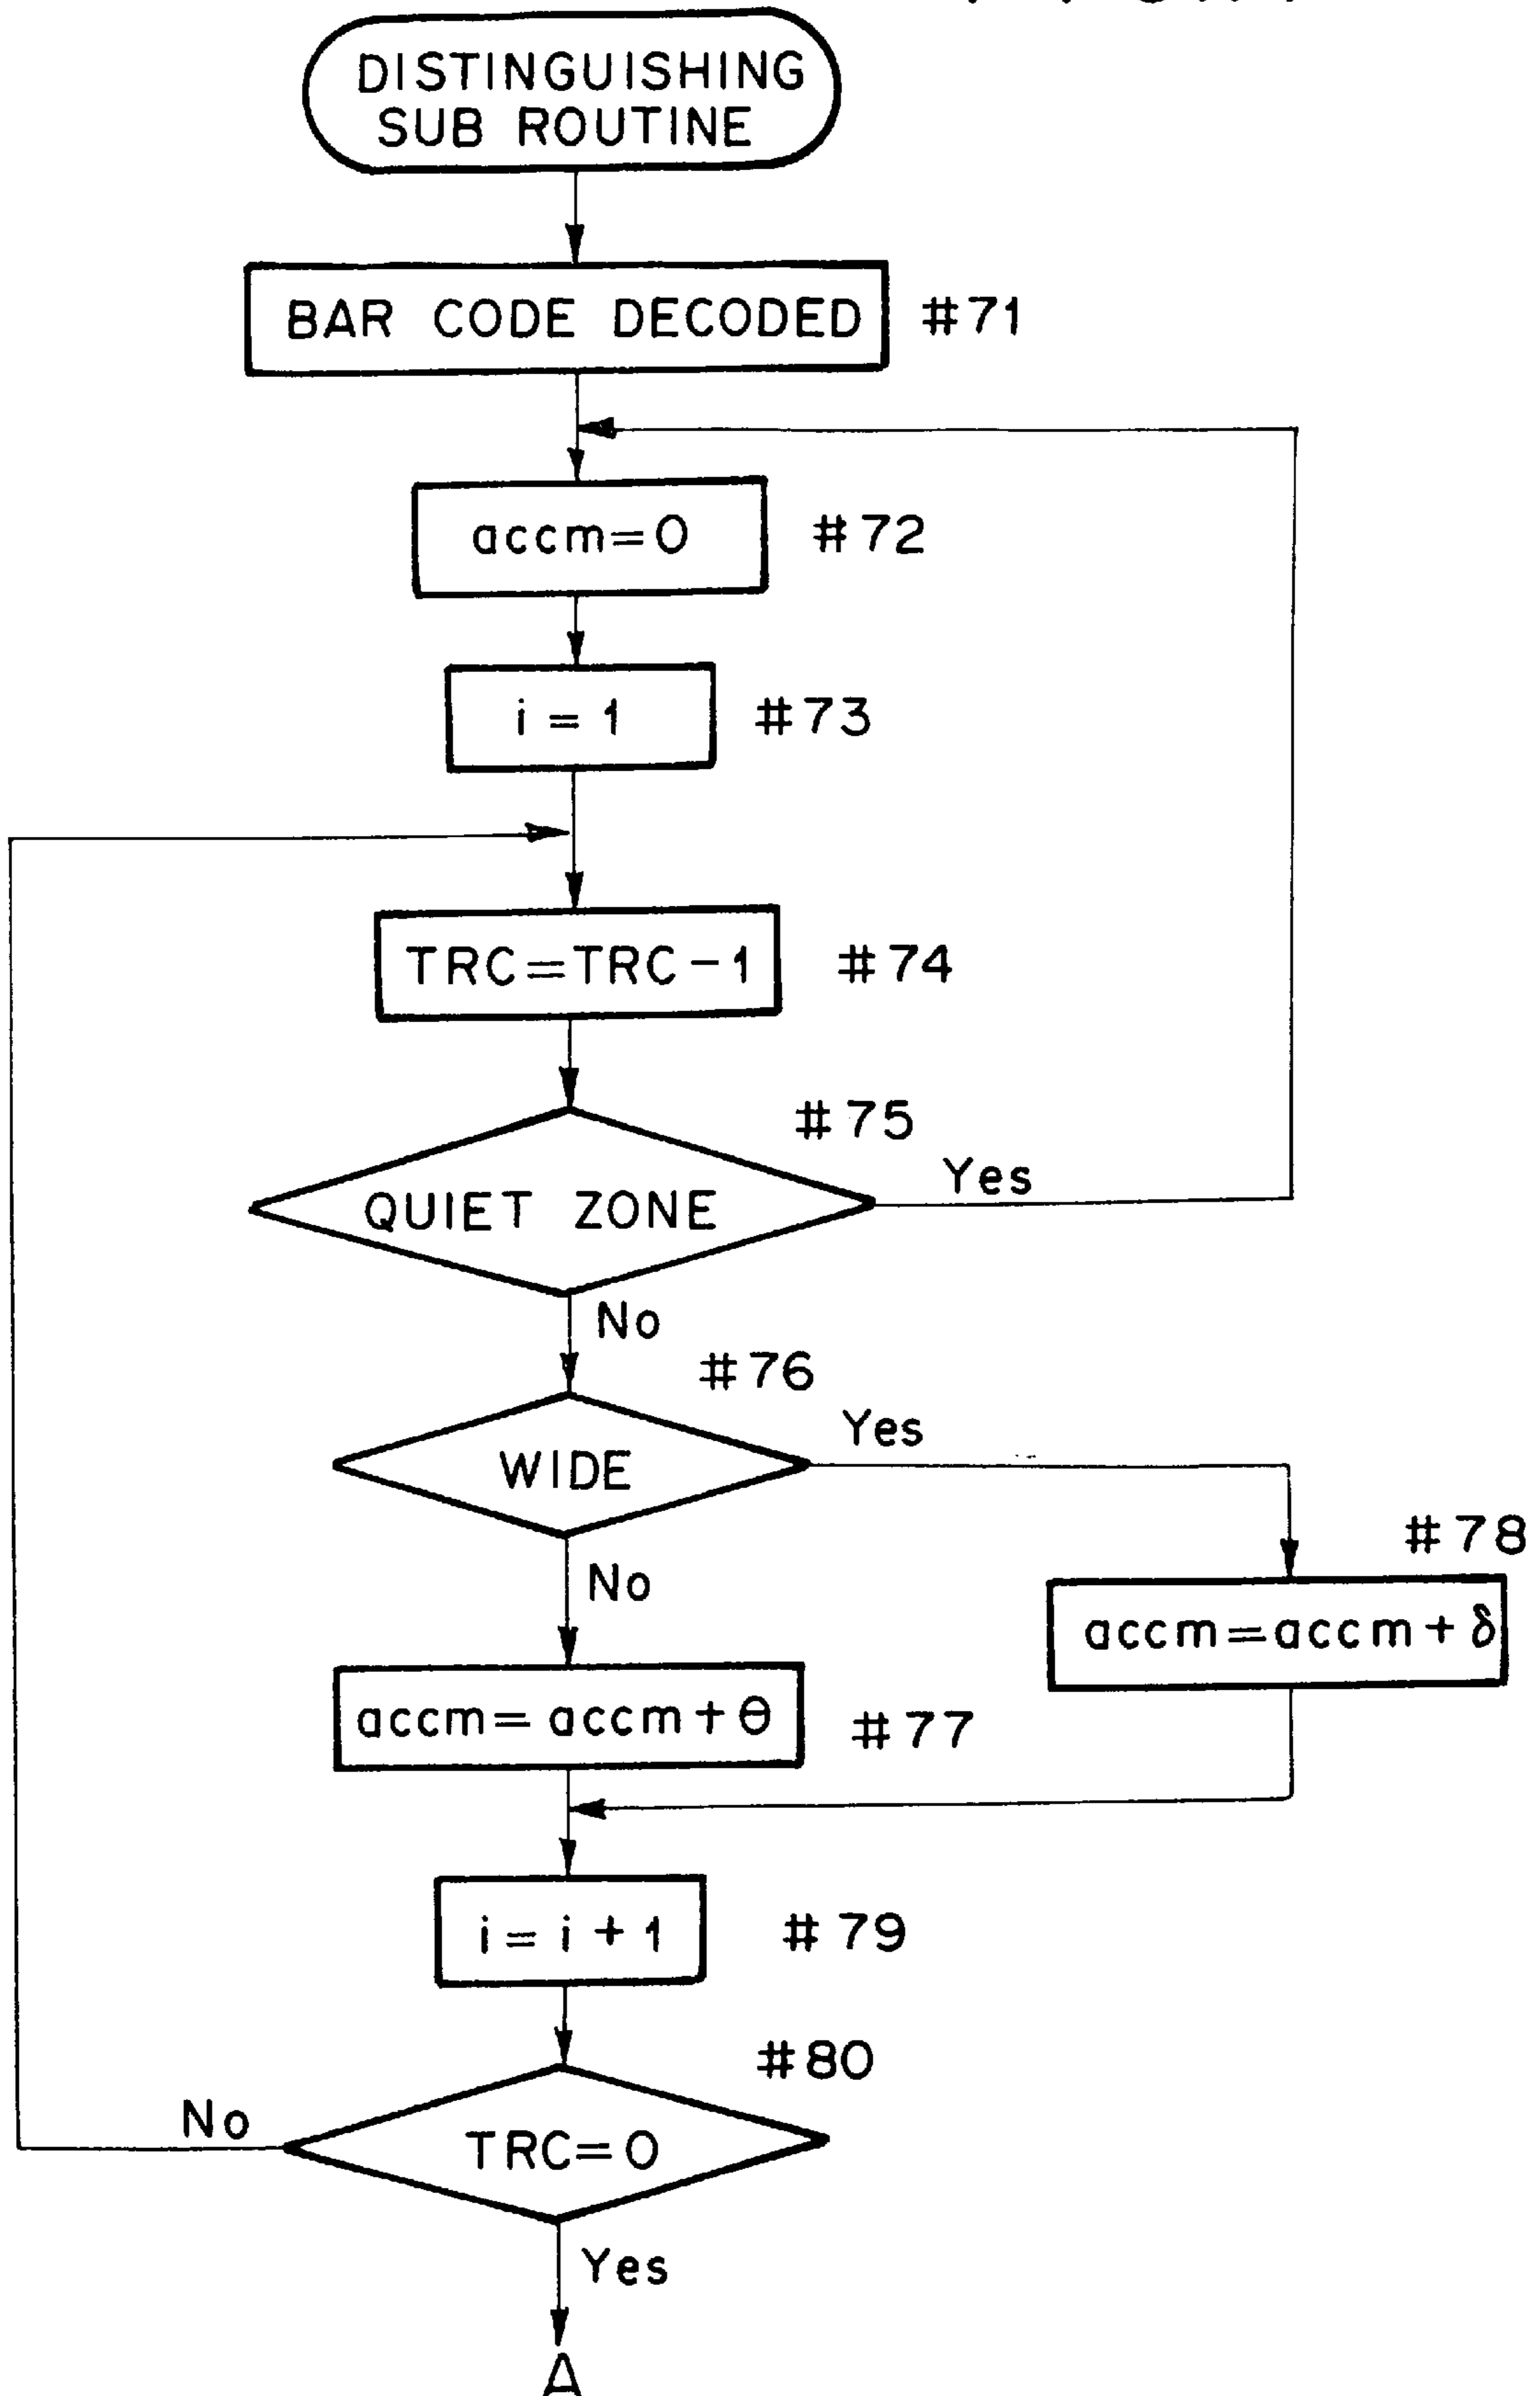 DISTINGUISHING
SUB ROUTINE
BAR CODE DECODED #71
accm=0 #72
i = 1 #73
TRC=TRC-1 #74
#75
QUIET ZONE Yes
No
#76
WIDE Yes
#78
No
accm=accm+δ
accm=accm+θ #77
i = i + 1 #79
#80
No
TRC=0
Yes
A